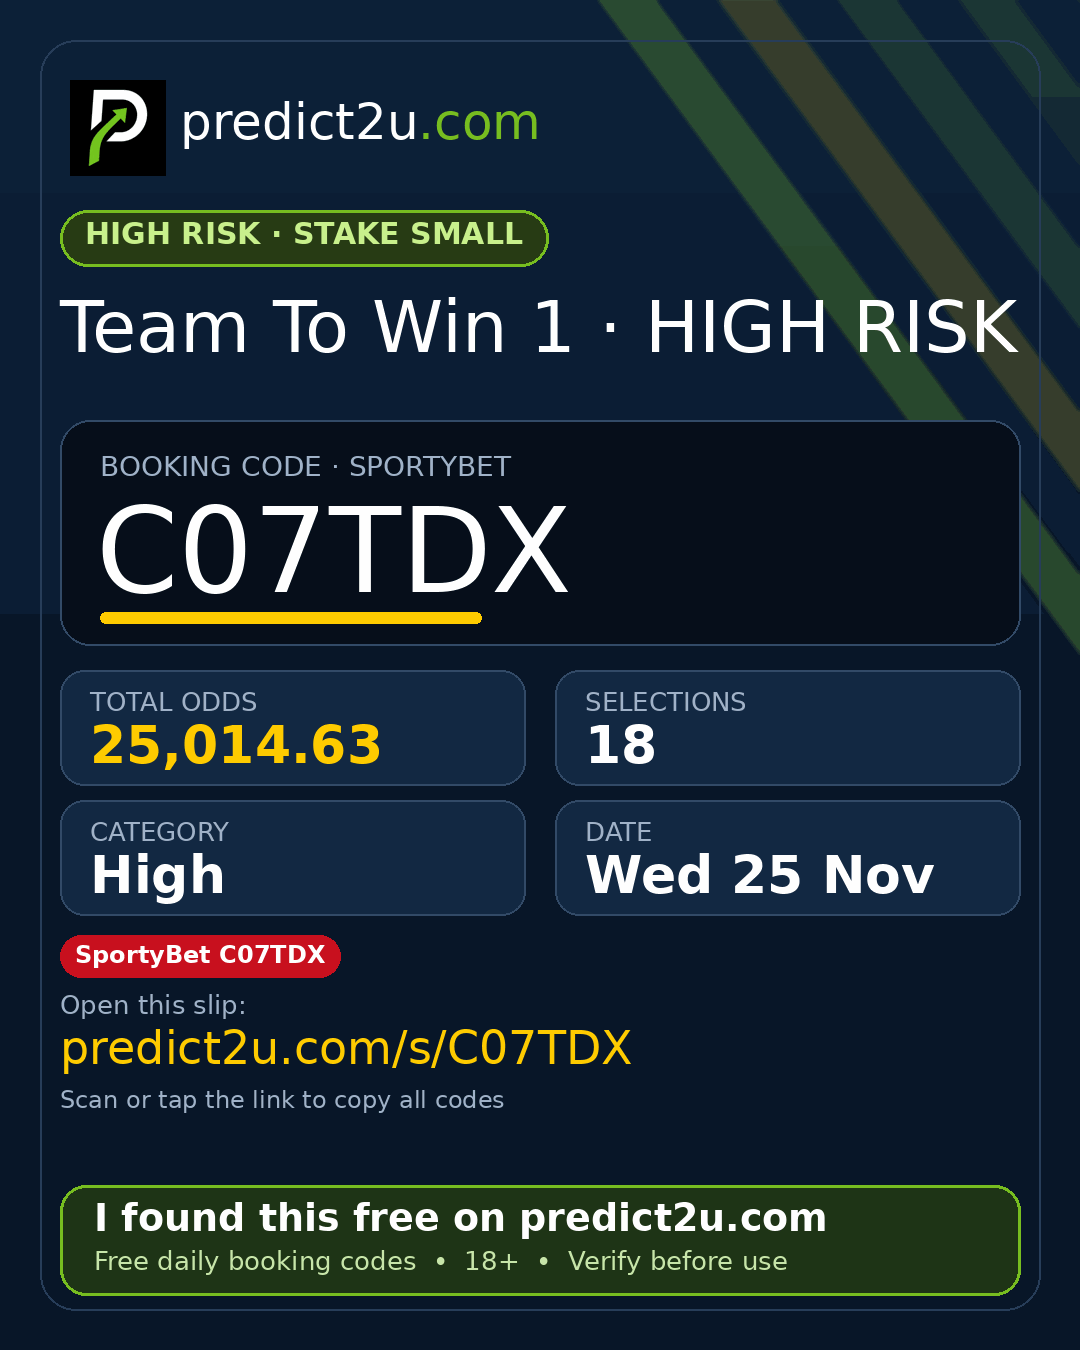 predict2u.com
HIGH RISK · STAKE SMALL
Team To Win 1 · HIGH RISK
BOOKING CODE · SPORTYBET
C07TDX
TOTAL ODDS
25,014.63
SELECTIONS
18
CATEGORY
High
DATE
Wed 25 Nov
SportyBet C07TDX
Open this slip:
predict2u.com/s/C07TDX
Scan or tap the link to copy all codes
I found this free on predict2u.com
Free daily booking codes • 18+ • Verify before use